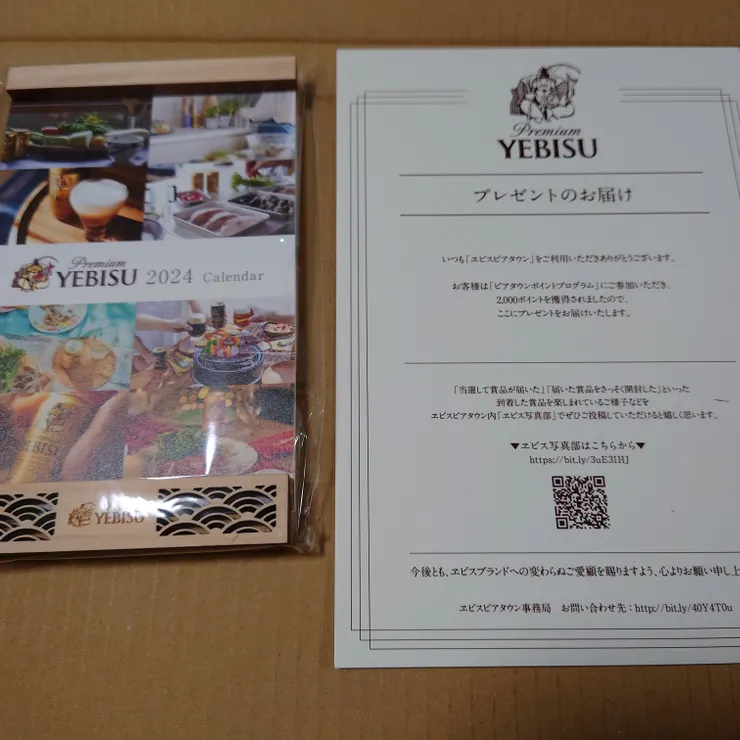 Premium
YEBISU 2024 Calendar
YEBISU
YEBISU
Premium
YEBISU
プレゼントのお届け
いつも「ヱビスビアタウン」をご利用いただきありがとうございます。
お客様は「ビアタウンポイントプログラム」にご参加いただき、
2,000ポイントを獲得されましたので、
ここにプレゼントをお届けいたします。
「当選して賞品が届いた」「届いた賞品をさっそく開封した」といった
到着した賞品を楽しまれているご様子などを
ヱビスビアタウン内「ヱビス写真部」でぜひご投稿していただけると嬉しく思います。
▼ヱビス写真部はこちらから▼
https://bit.ly/3uE31HJ
今後とも、ヱビスブランドへの変わらぬご愛顧を賜りますよう、心よりお願い申し上
ヱビスビアタウン事務局 お問い合わせ先：http://bit.ly/40Y4T0u